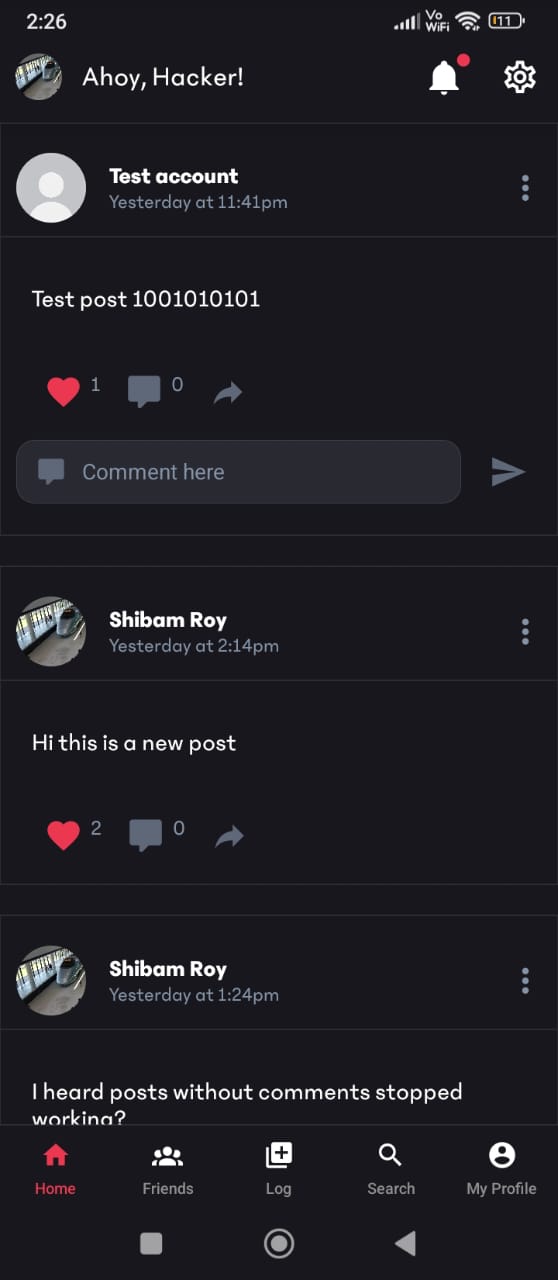 2:26
Vo
WiFi
11
Ahoy, Hacker!
Test account
Yesterday at 11:41pm
Test post 1001010101
1
0
Comment here
Shibam Roy
Yesterday at 2:14pm
Hi this is a new post
2
0
Shibam Roy
Yesterday at 1:24pm
I heard posts without comments stopped
working?
Home
Friends
Log
Search
My Profile